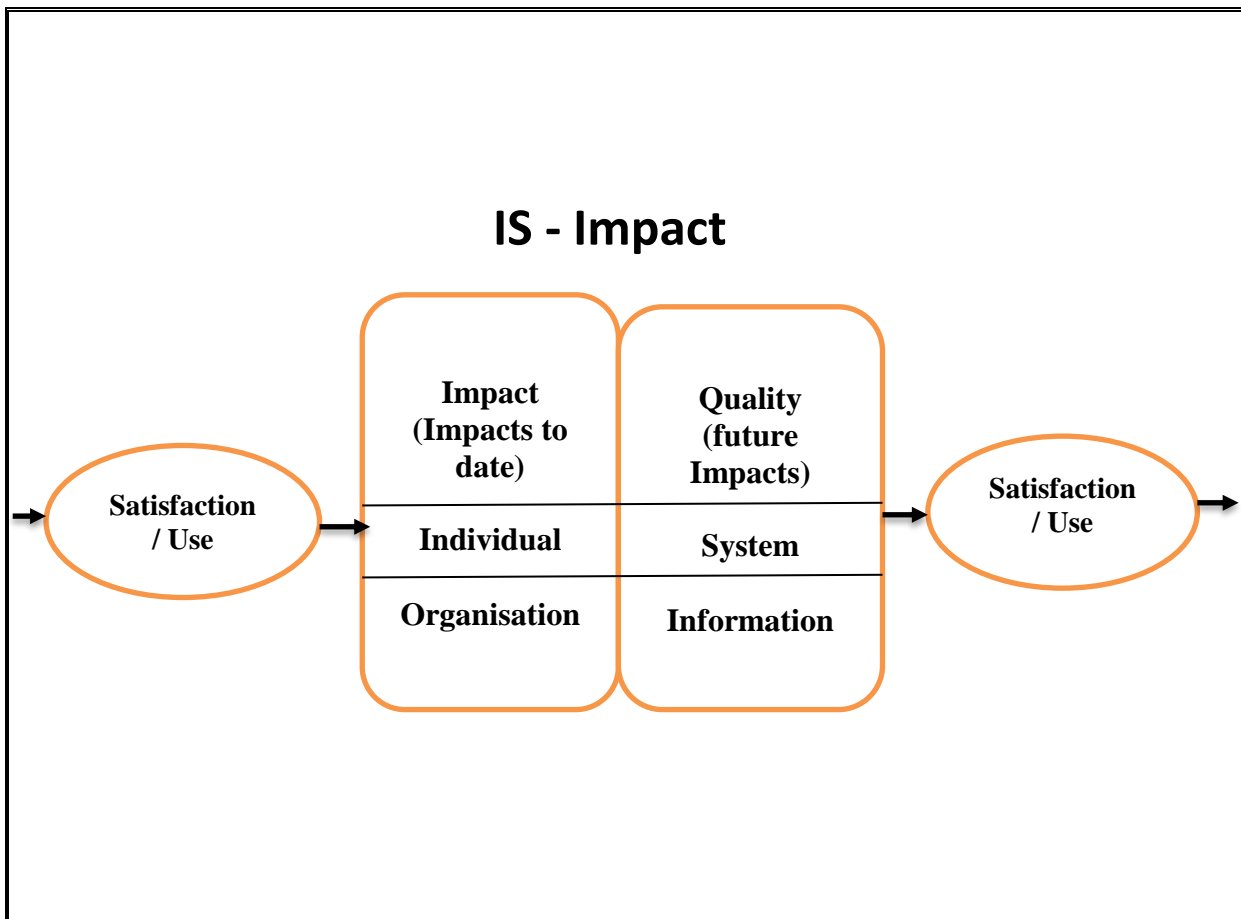 IS - Impact
Satisfaction
/ Use
Impact
(Impacts to
date)
Individual
Organisation
Quality
(future
Impacts)
System
Information
Satisfaction
/ Use